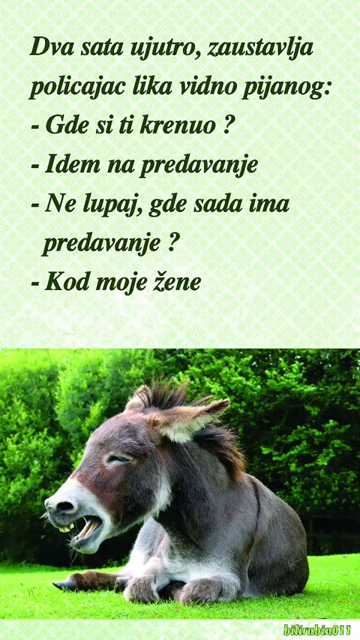 Dva sata ujutro, zaustavlja
policajac lika vidno pijanog:
- Gde si ti krenuo ?
- Idem na predavanje
- Ne lupaj, gde sada ima
predavanje ?
- Kod moje žene
bilirubin011